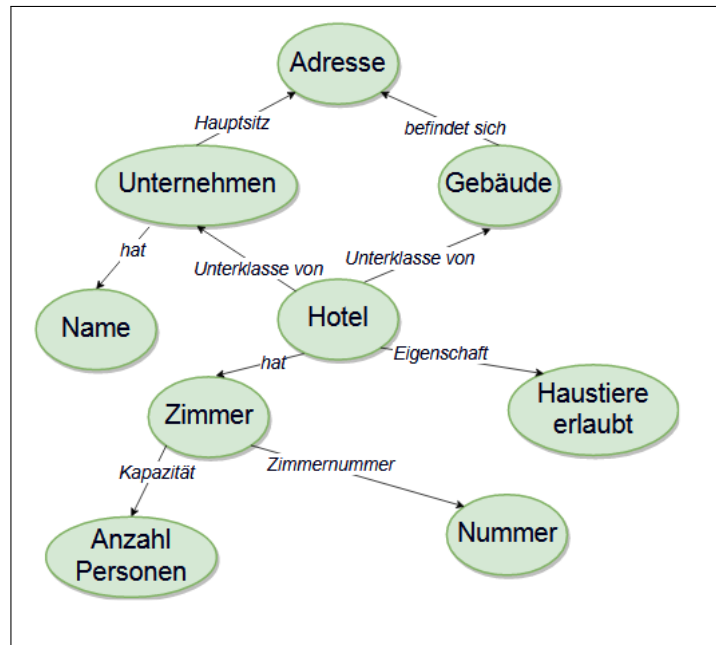 Adresse
Hauptsitz
befindet sich
Unternehmen
Gebäude
hat
Unterklasse von
Unterklasse von
Name
Hotel
hat
Eigenschaft
Zimmer
Haustiere
erlaubt
Kapazität
Zimmernummer
Anzahl
Personen
Nummer